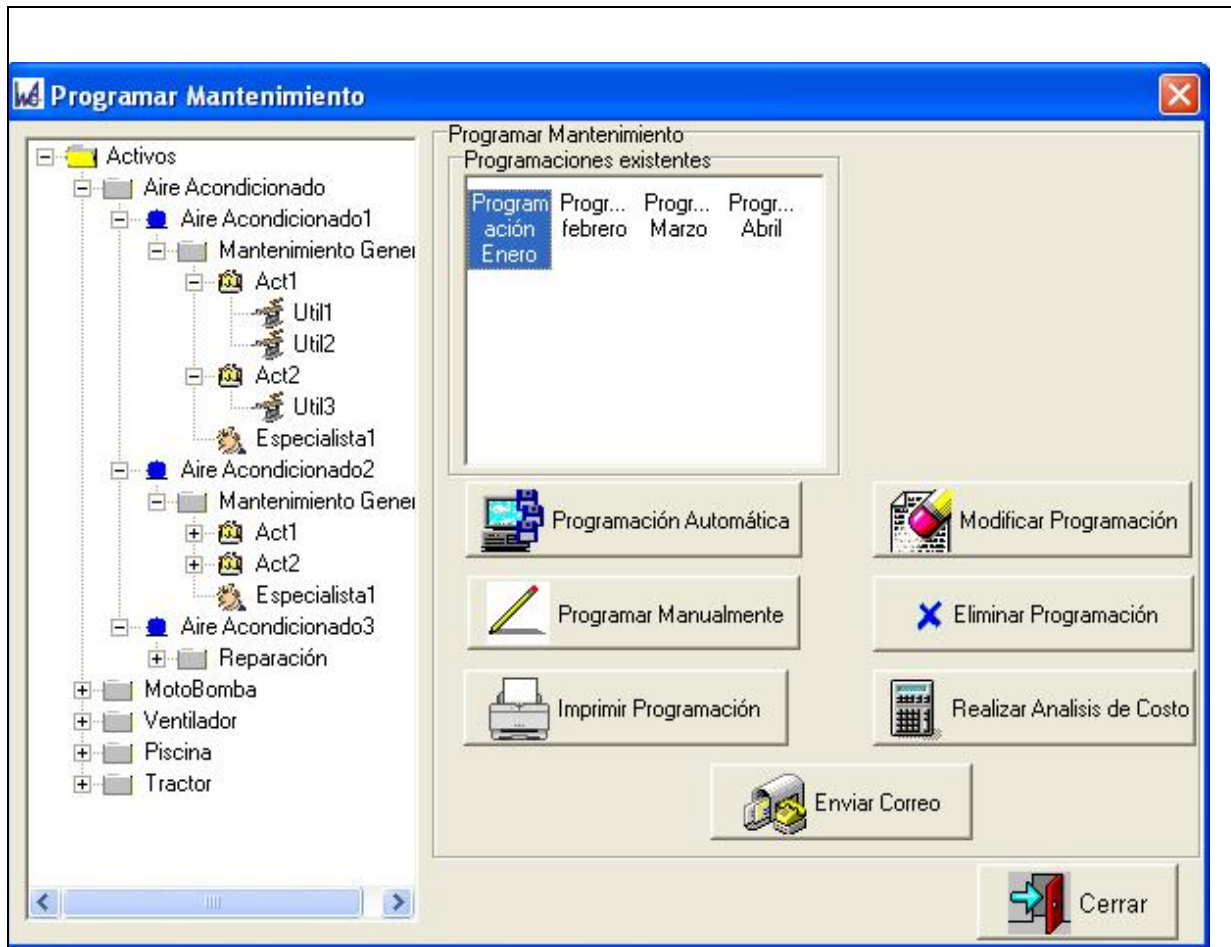 Programar Mantenimiento
Activos
Aire Acondicionado
Aire Acondicionado1
Mantenimiento Gener
Act1
Util1
Util2
Act2
Util3
Especialista1
Aire Acondicionado2
Mantenimiento Gener
Act1
Act2
Especialista1
Aire Acondicionado3
Reparación
MotoBomba
Ventilador
Piscina
Tractor
Programar Mantenimiento
Programaciones existentes
Program
ación
Enero
Progr...
febrero
Progr...
Marzo
Progr...
Abril
Programación Automática
Modificar Programación
Programar Manualmente
Eliminar Programación
Imprimir Programación
Realizar Analisis de Costo
Enviar Correo
Cerrar